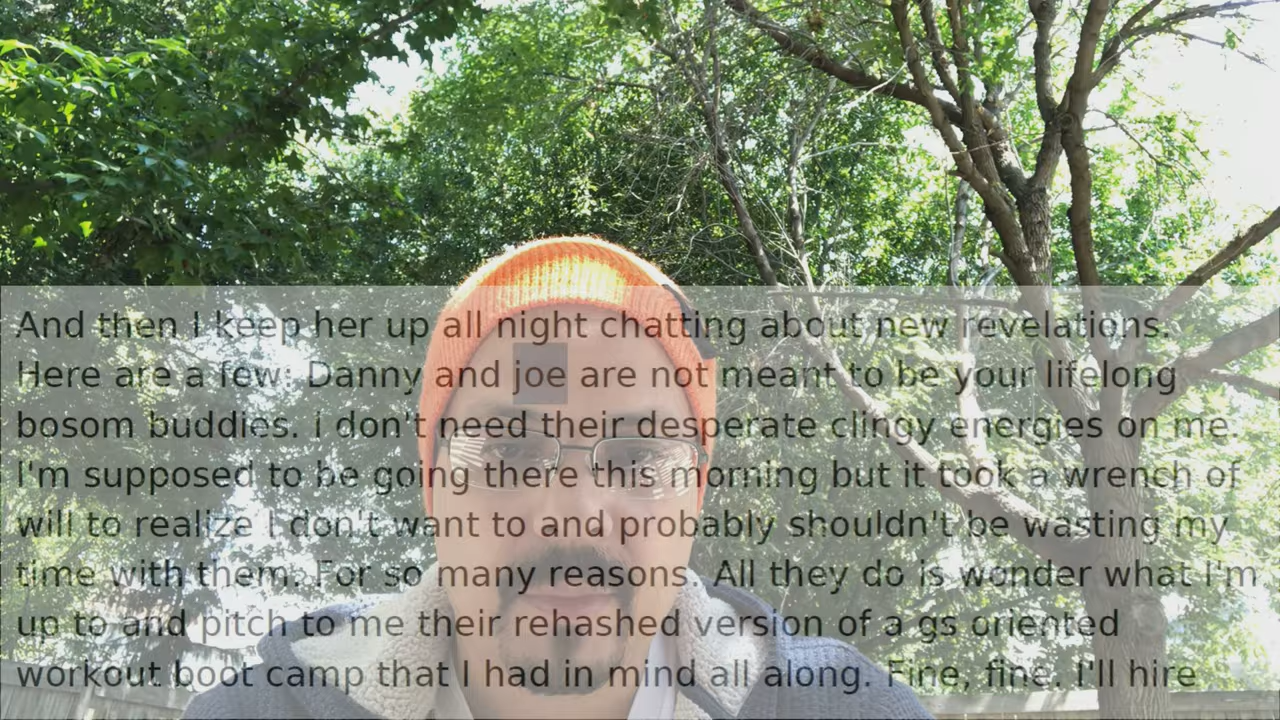 And then I keep her up all night chatting about new revelations.
Here are a few: Danny and joe are not meant to be your lifelong
bosom buddies. i don't need their desperate clingy energies on me.
I'm supposed to be going there this morning but it took a wrench of
will to realize I don't want to and probably shouldn't be wasting my
time with them. For so many reasons. All they do is wonder what I'm
up to and pitch to me their rehashed version of a gs oriented
workout boot camp that I had in mind all along. Fine, fine. I'll hire